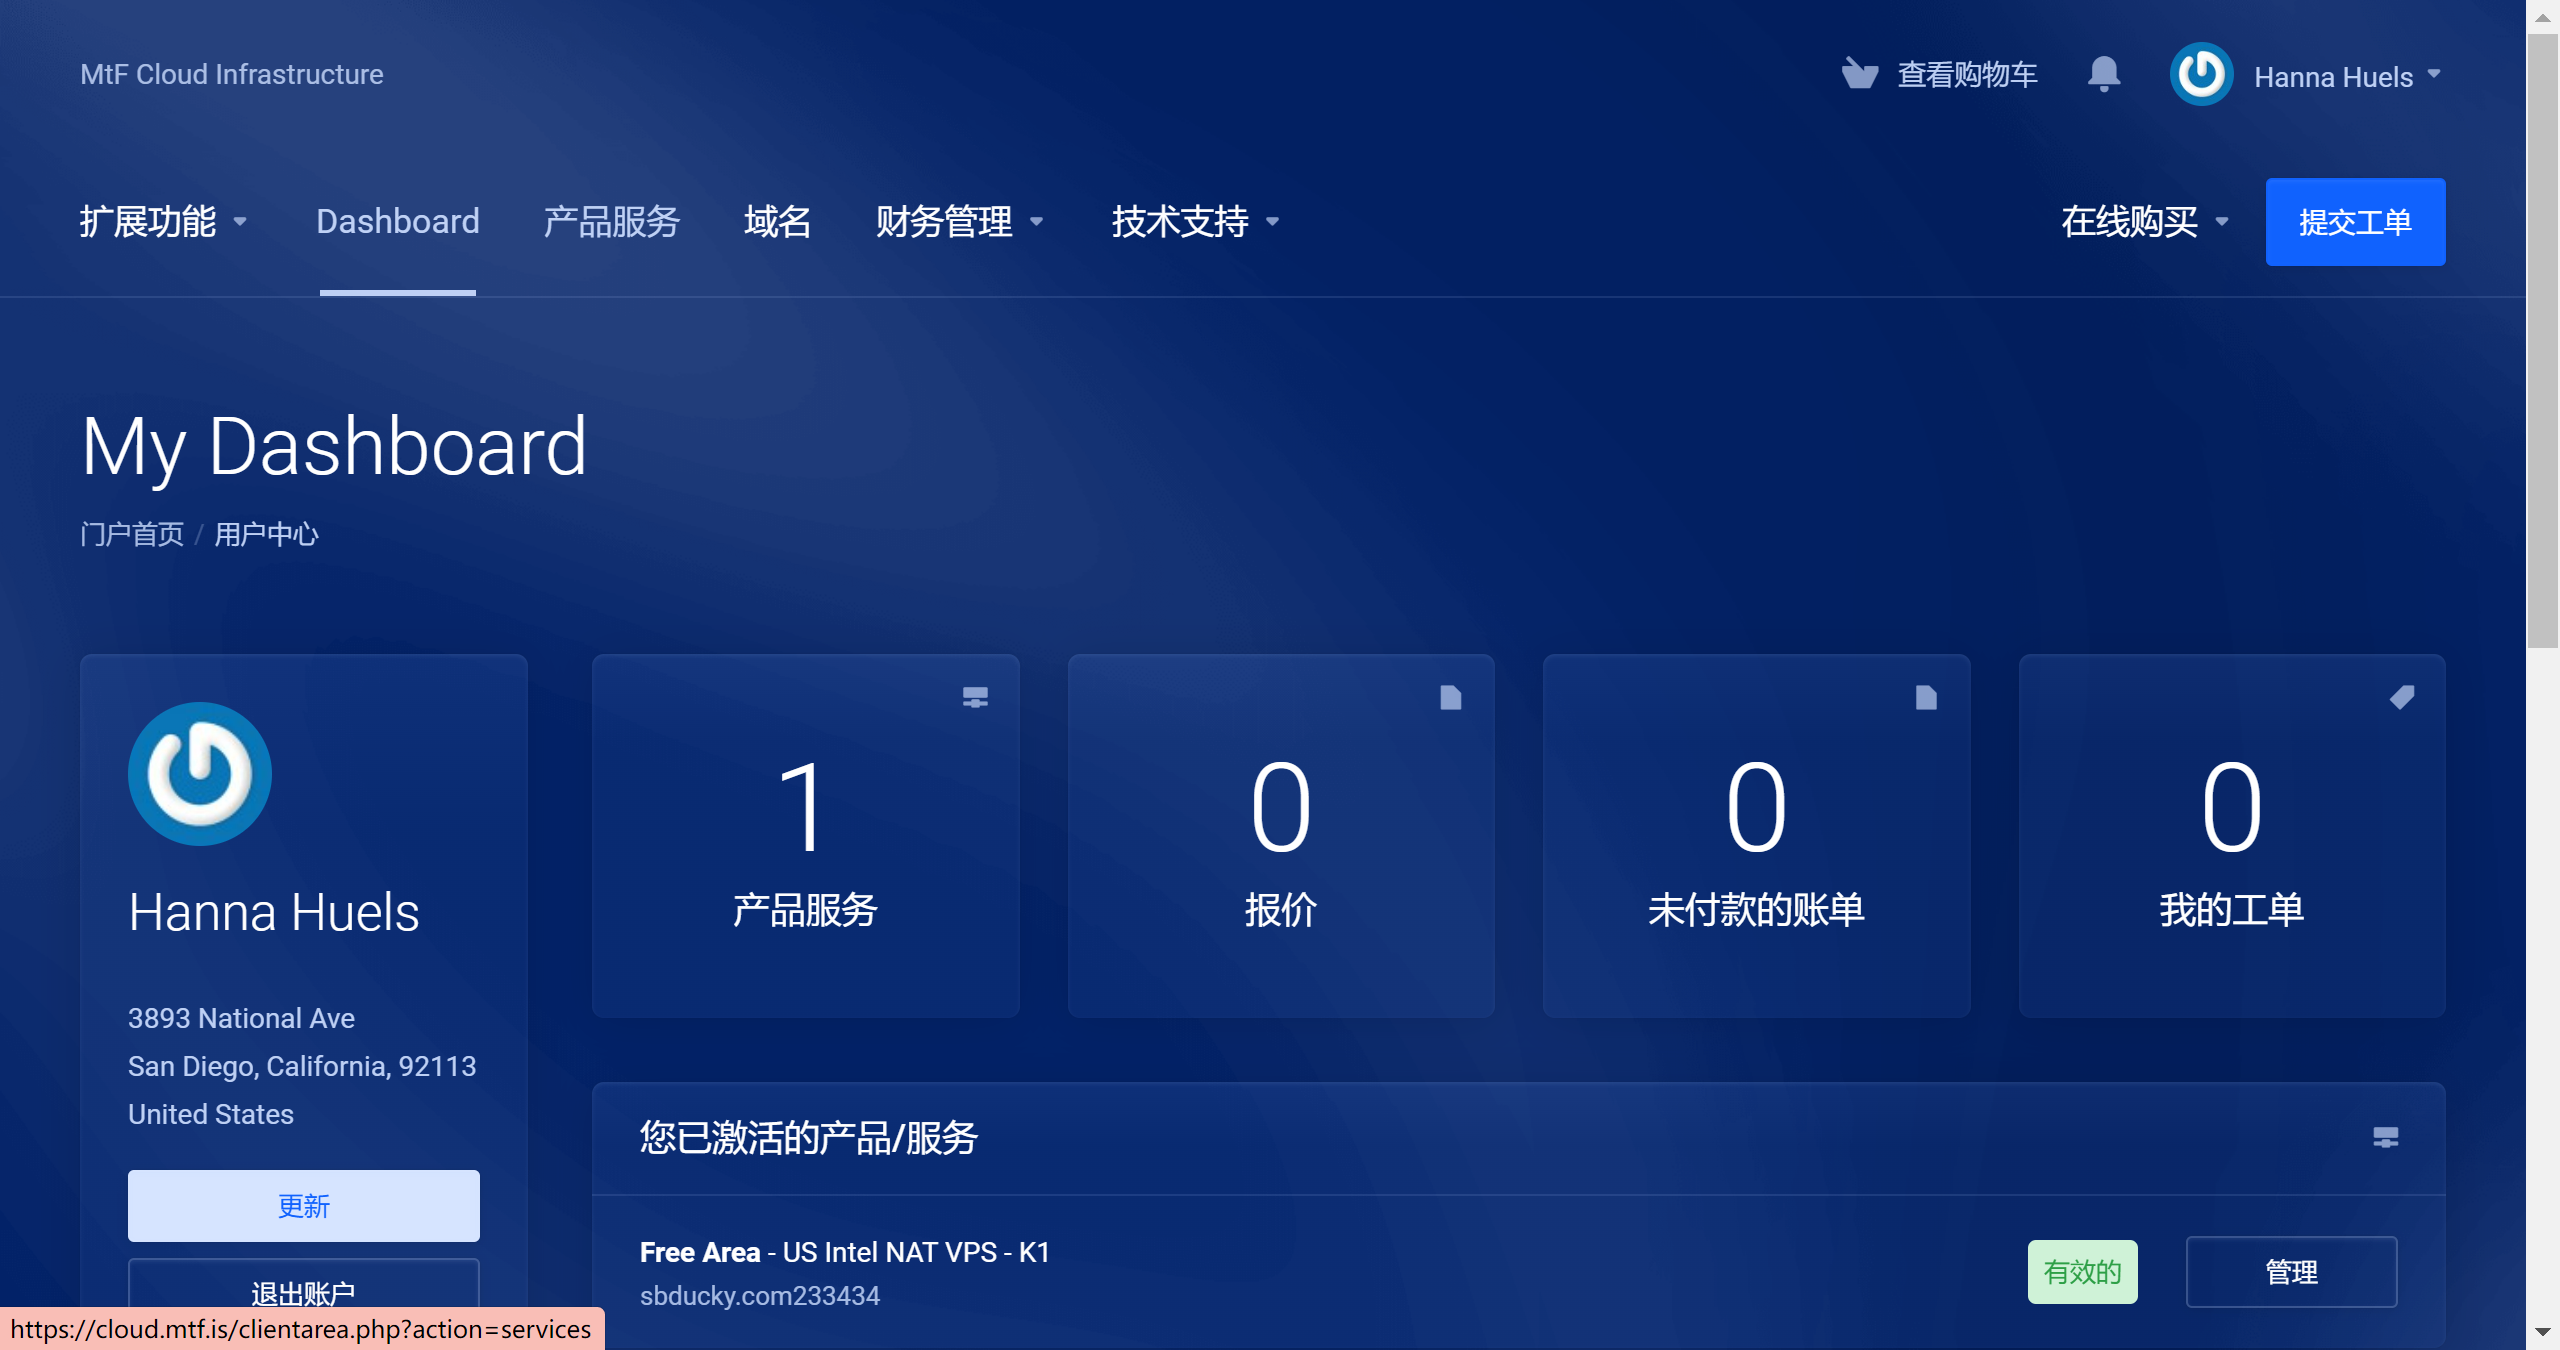 MtF Cloud Infrastructure
查看购物车
Hanna Huels
扩展功能
Dashboard
产品服务
域名
财务管理
技术支持
在线购买
提交工单
My Dashboard
门户首页 / 用户中心
Hanna Huels
3893 National Ave
San Diego, California, 92113
United States
更新
退出账户
1
产品服务
0
报价
0
未付款的账单
0
我的工单
您已激活的产品/服务
Free Area - US Intel NAT VPS - K1
sbducky.com233434
有效的
管理
https://cloud.mtf.is/clientarea.php?action=services